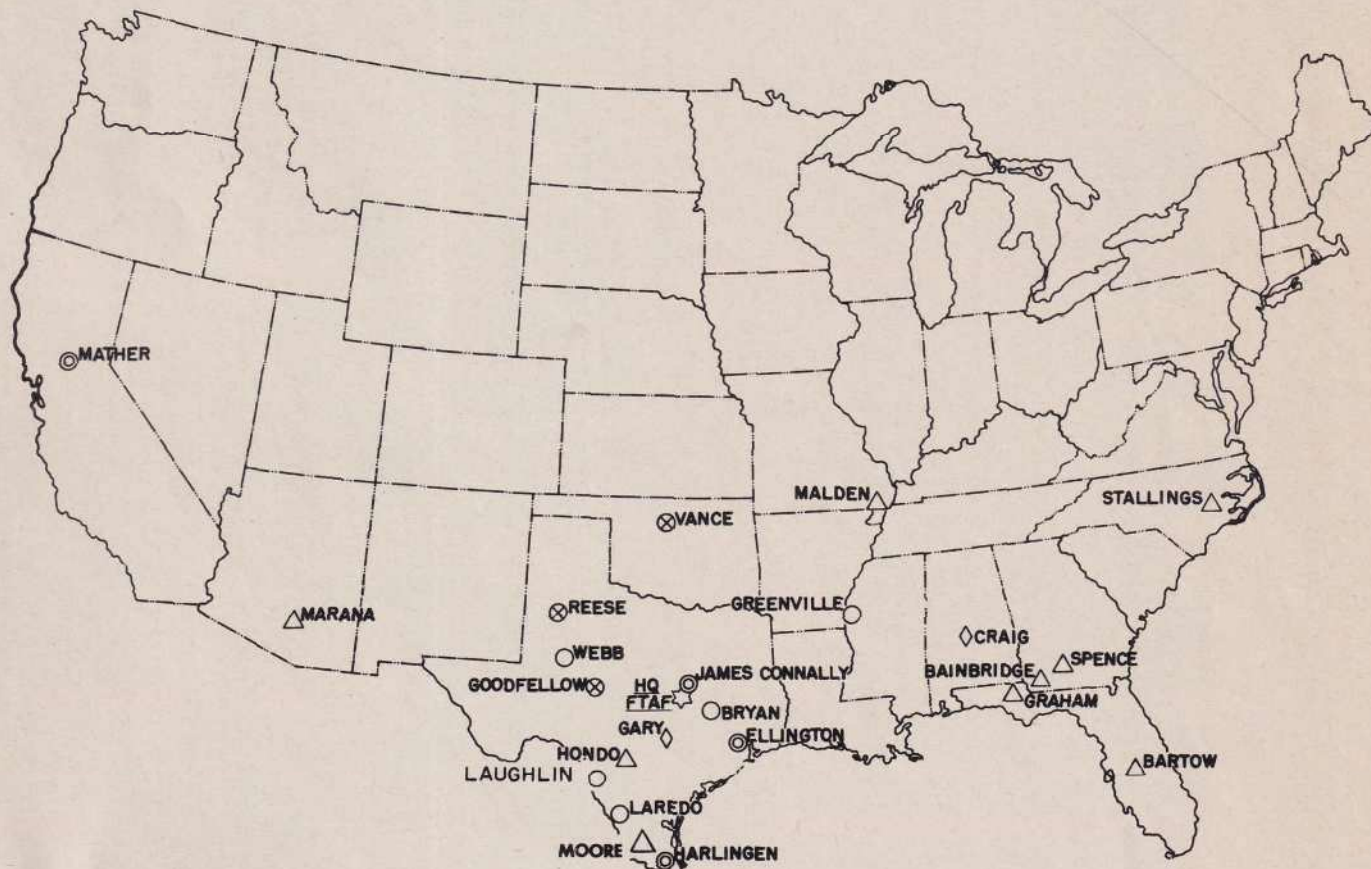 MATHER
MALDEN
STALLINGS
VANCE
MARANA
REESE
GREENVILLE
WEBB
CRAIG
GOODFELLOW
HQ
FTAF
JAMES CONNALLY
BAINBRIDGE
SPENCE
GRAHAM
BRYAN
GARY
ELLINGTON
HONDO
BARTOW
LAUGHLIN
LAREDO
MOORE
HARLINGEN